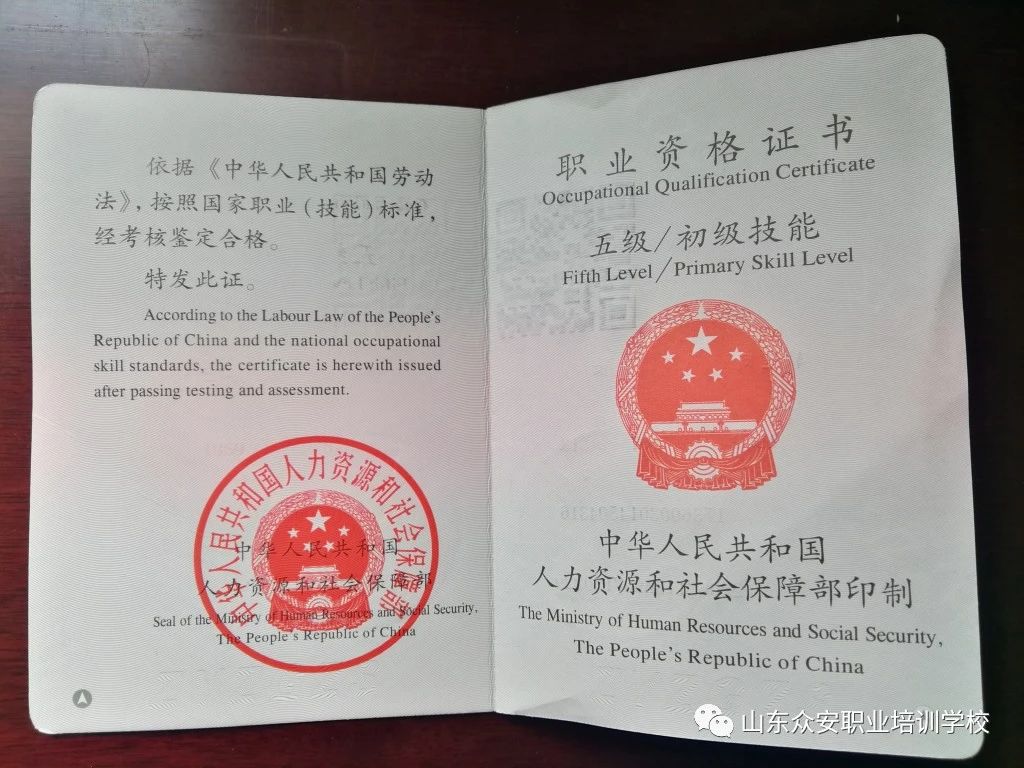 依据《中华人民共和国劳动
法》，按照国家职业（技能）标准，
经考核鉴定合格。
特发此证。
According to the Labour Law of the People's
Republic of China and the national occupational
skill standards, the certificate is herewith issued
after passing testing and assessment.
中华人民共和国人力资源和社会保障部
中华人民共和国
人力资源和社会保障部
Seal of the Ministry of Human Resources and Social Security,
The People's Republic of China
职业资格证书
Occupational Qualification Certificate
五级/初级技能
Fifth Level/Primary Skill Level
中华人民共和国
人力资源和社会保障部印制
The Ministry of Human Resources and Social Security,
The People's Republic of China
山东众安职业培训学校